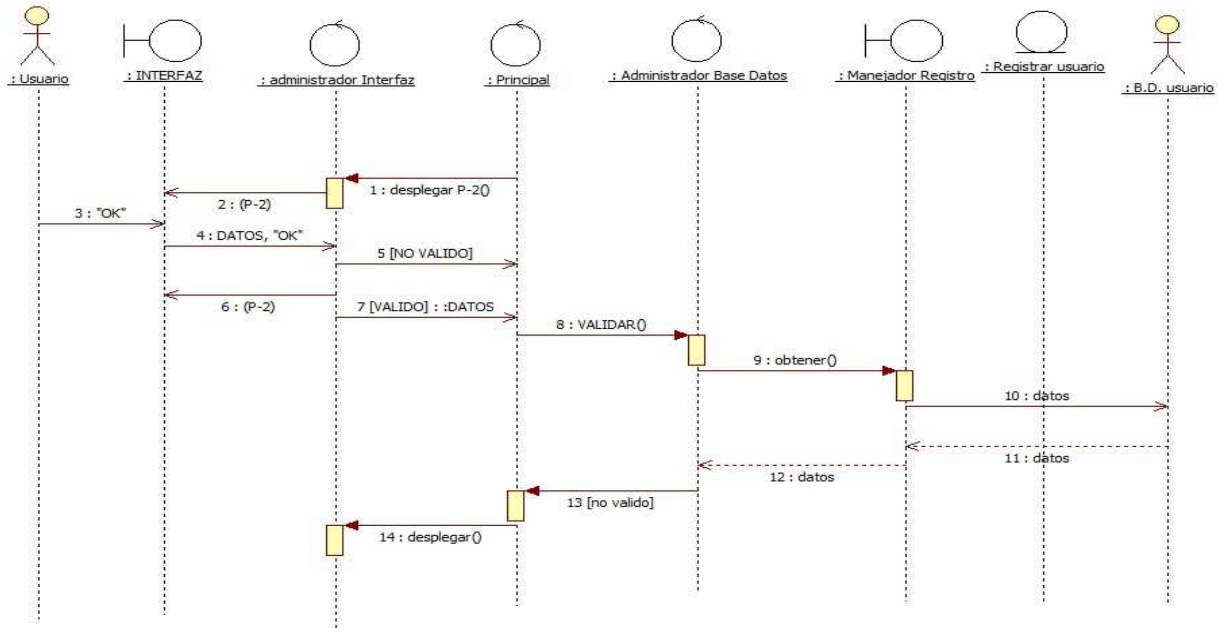 : Usuario
: INTERFAZ
: administrador Interfaz
: Principal
: Administrador Base Datos
: Manejador Registro
: Registrar usuario
: B.D. usuario
1 : desplegar P-2()
2 : (P-2)
3 : "OK"
4 : DATOS, "OK"
5 [NO VALIDO]
6 : (P-2)
7 [VALIDO] : :DATOS
8 : VALIDAR()
9 : obtener()
10 : datos
11 : datos
12 : datos
13 [no valido]
14 : desplegar()